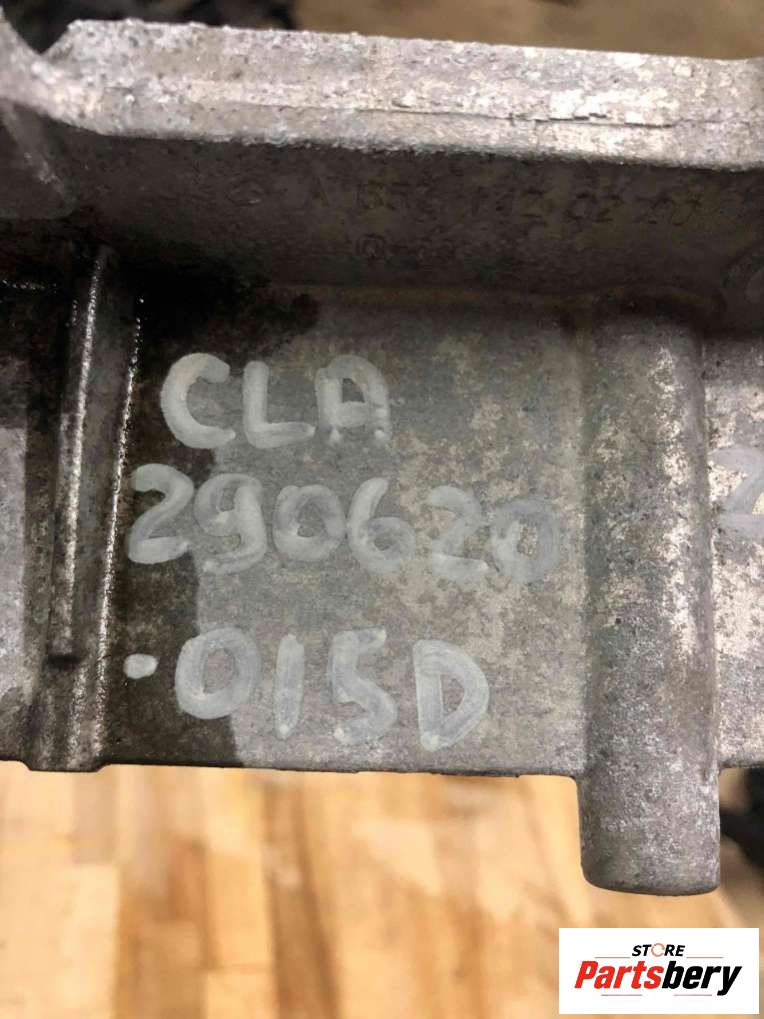 CLA
290620
·015D
STORE
Partsbery